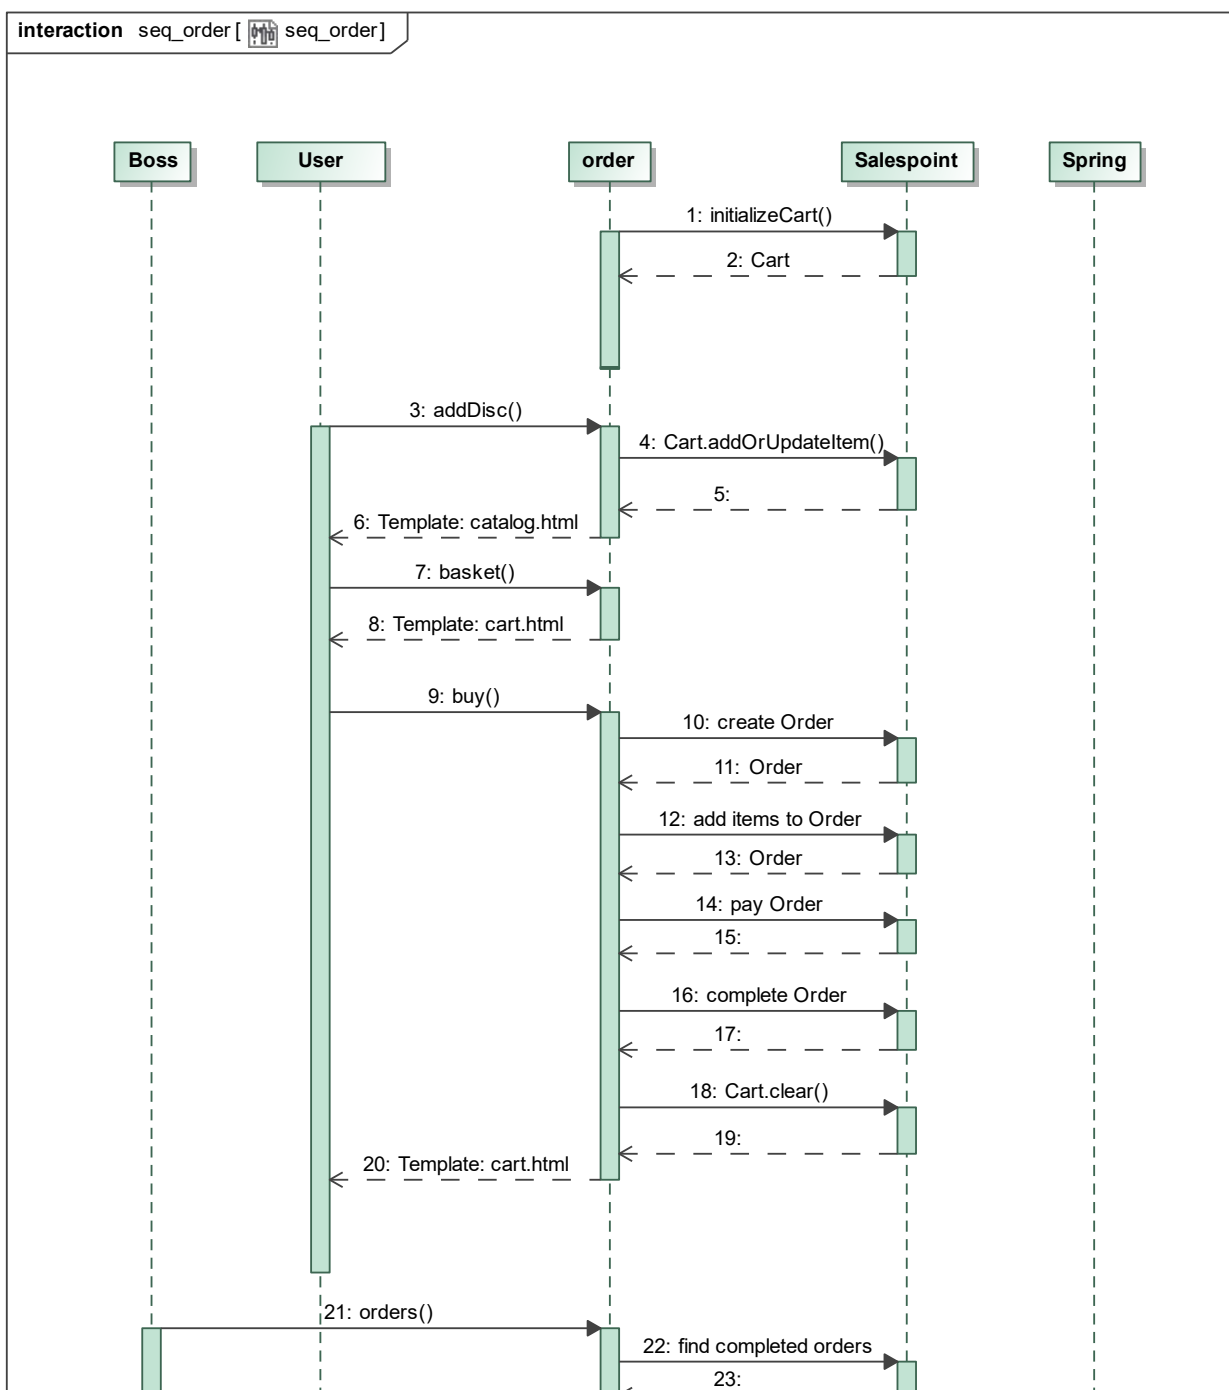 interaction seq_order [ seq_order]
Boss User order Salespoint Spring
1: initializeCart()
2: Cart
3: addDisc()
4: Cart.addOrUpdateItem()
5:
6: Template: catalog.html
7: basket()
8: Template: cart.html
9: buy()
10: create Order
11: Order
12: add items to Order
13: Order
14: pay Order
15:
16: complete Order
17:
18: Cart.clear()
19:
20: Template: cart.html
21: orders()
22: find completed orders
23: